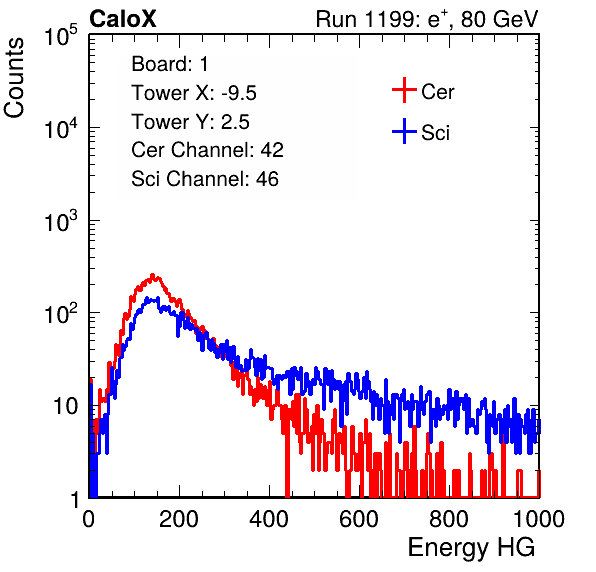 CaloX Run 1199: e⁺, 80 GeV
Counts
10⁵
10⁴
10³
10²
10
1
Board: 1
Tower X: -9.5
Tower Y: 2.5
Cer Channel: 42
Sci Channel: 46
Cer
Sci
0 200 400 600 800 1000
Energy HG